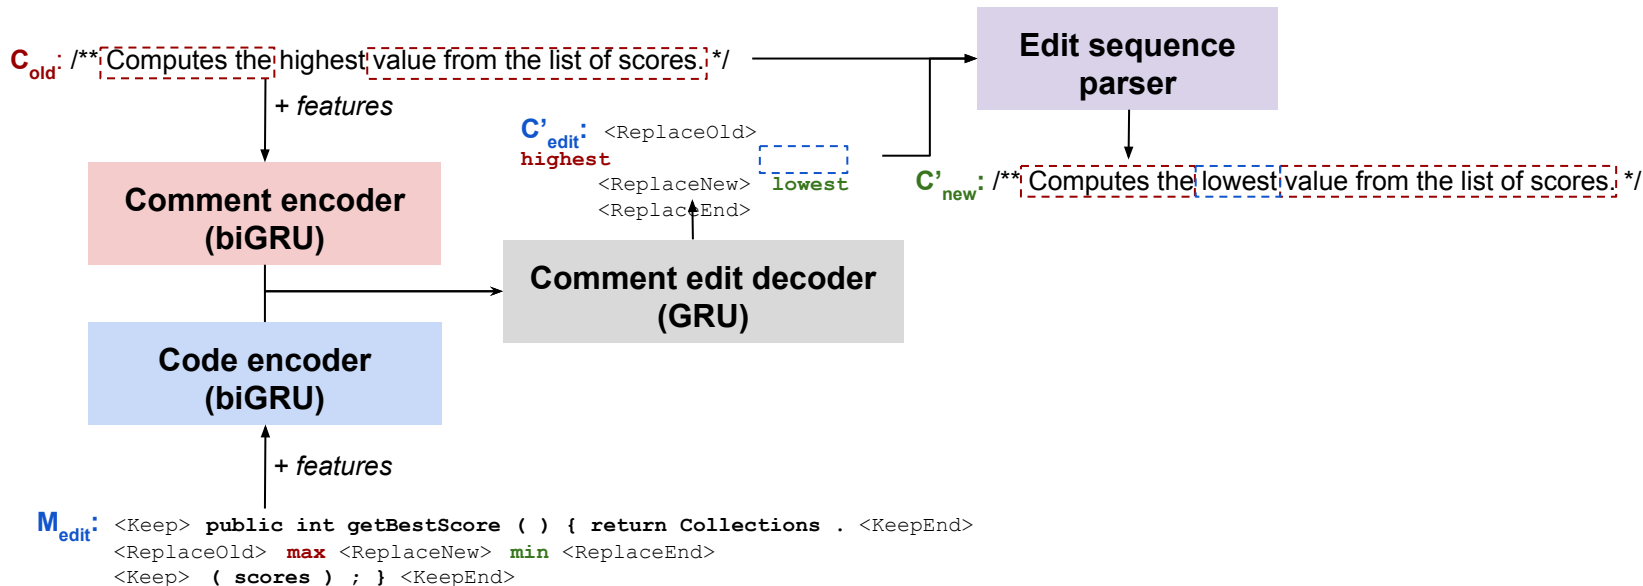 C_old: /** Computes the highest value from the list of scores. */
+ features
Edit sequence
parser
C'_edit: <ReplaceOld>
highest
<ReplaceNew> lowest
<ReplaceEnd>
C'_new: /** Computes the lowest value from the list of scores. */
Comment encoder
(biGRU)
Comment edit decoder
(GRU)
Code encoder
(biGRU)
+ features
M_edit: <Keep> public int getBestScore ( ) { return Collections . <KeepEnd>
<ReplaceOld> max <ReplaceNew> min <ReplaceEnd>
<Keep> ( scores ) ; } <KeepEnd>